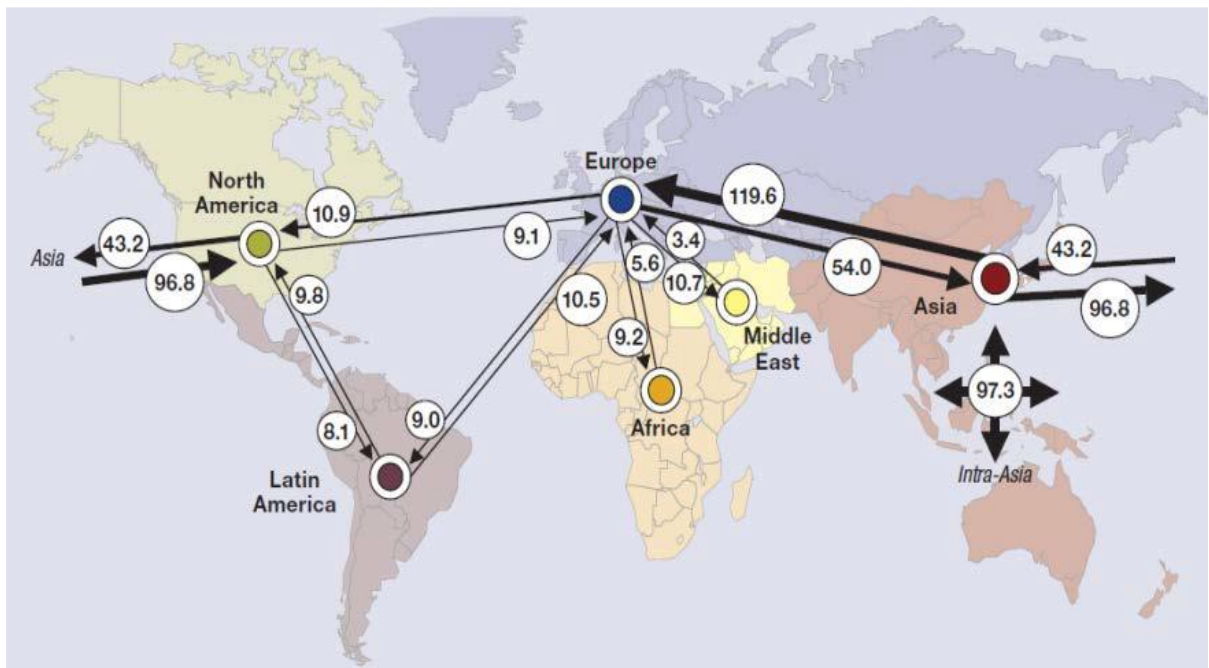 Europe
119.6
North
America
10.9
43.2
Asia
9.1
3.4
43.2
96.8
5.6
54.0
9.8
10.5
10.7
Asia
96.8
9.2
Middle
East
97.3
8.1
9.0
Africa
Latin
America
Intra-Asia